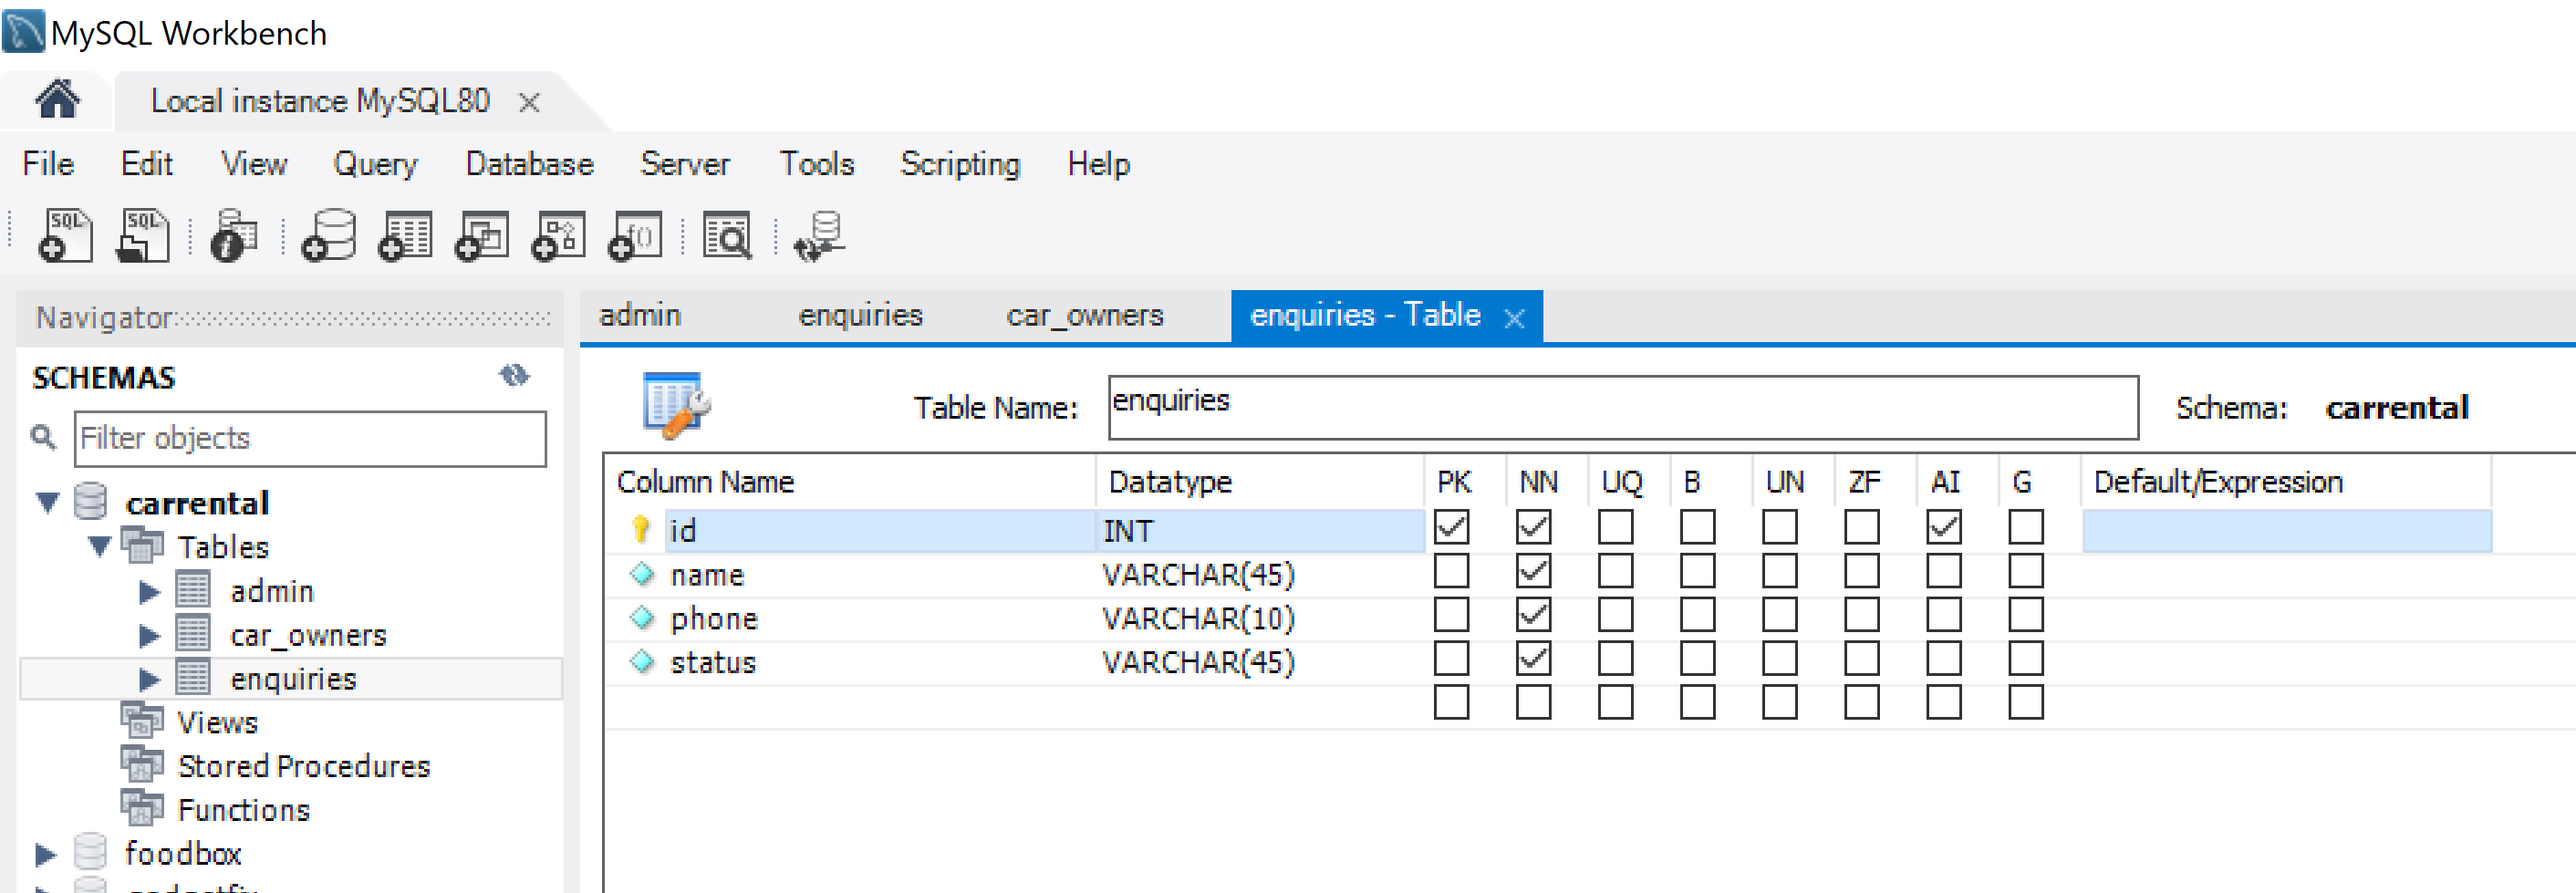 MySQL Workbench
Local instance MySQL80
File Edit View Query Database Server Tools Scripting Help
SQL SQL f()
Navigator
SCHEMAS
Filter objects
carrental
Tables
admin
car_owners
enquiries
Views
Stored Procedures
Functions
foodbox
admin enquiries car_owners enquiries - Table
Table Name: enquiries Schema: carrental
Column Name Datatype PK NN UQ B UN ZF AI G Default/Expression
id INT
name VARCHAR(45)
phone VARCHAR(10)
status VARCHAR(45)